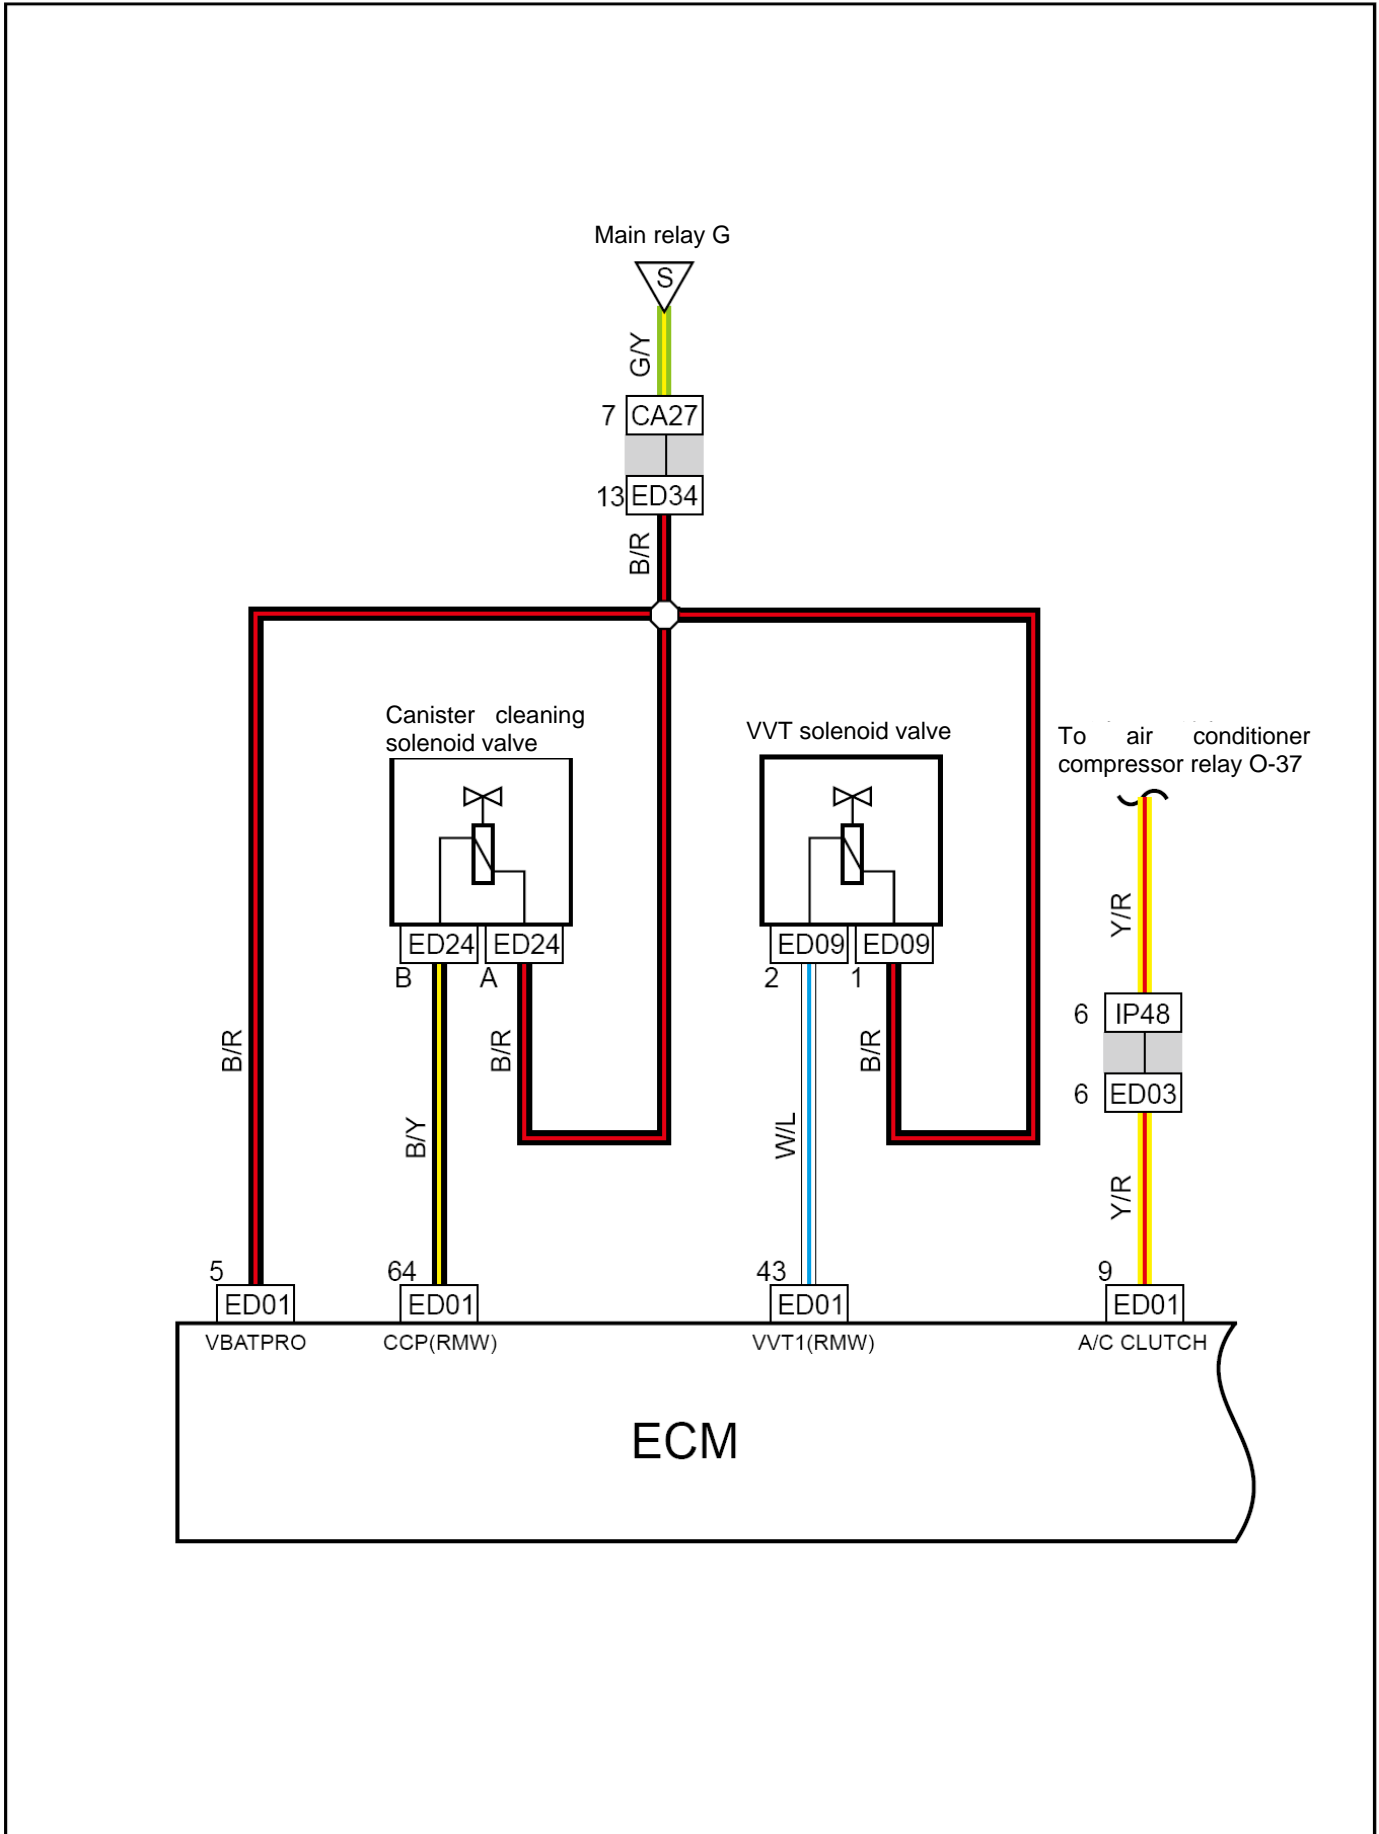 Main relay G
S
G/Y
7 CA27
13 ED34
B/R
Canister cleaning
solenoid valve
VVT solenoid valve
To air conditioner
compressor relay O-37
Y/R
ED24 ED24
ED09 ED09
B A
2 1
6 IP48
B/R
B/R
B/R
6 ED03
B/Y
W/L
Y/R
5
64
43
9
ED01
ED01
ED01
ED01
VBATPRO
CCP(RMW)
VVT1(RMW)
A/C CLUTCH
ECM